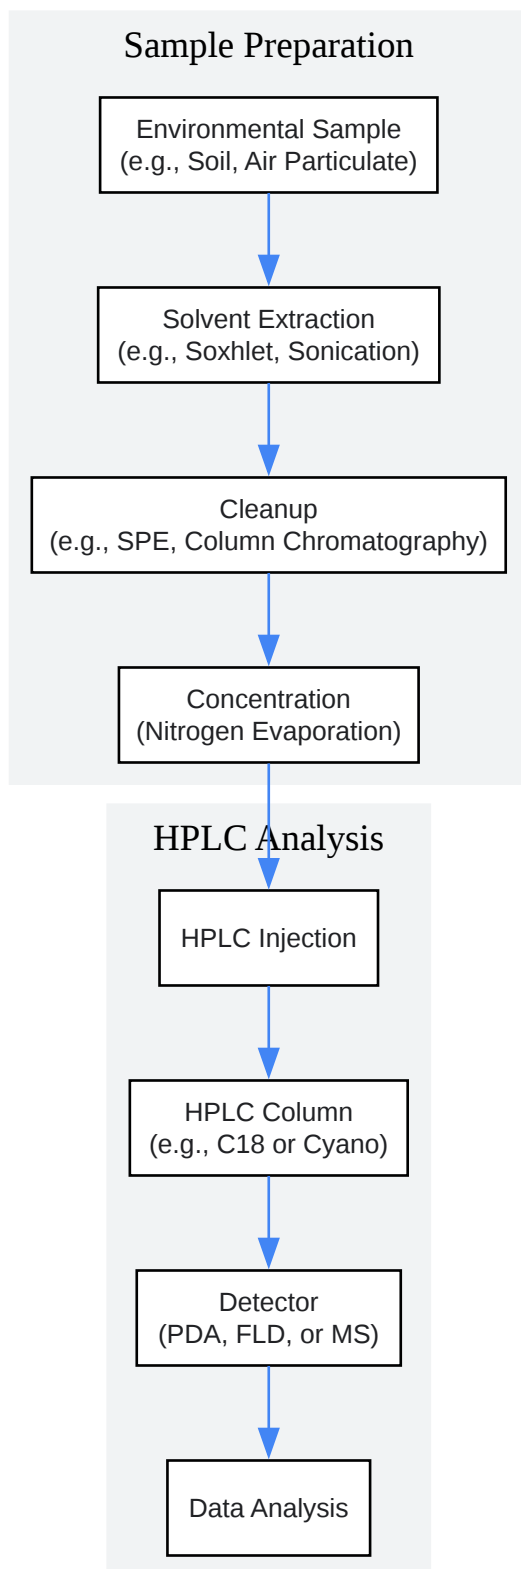 Sample Preparation
Environmental Sample
(e.g., Soil, Air Particulate)
Solvent Extraction
(e.g., Soxhlet, Sonication)
Cleanup
(e.g., SPE, Column Chromatography)
Concentration
(Nitrogen Evaporation)
HPLC Analysis
HPLC Injection
HPLC Column
(e.g., C18 or Cyano)
Detector
(PDA, FLD, or MS)
Data Analysis